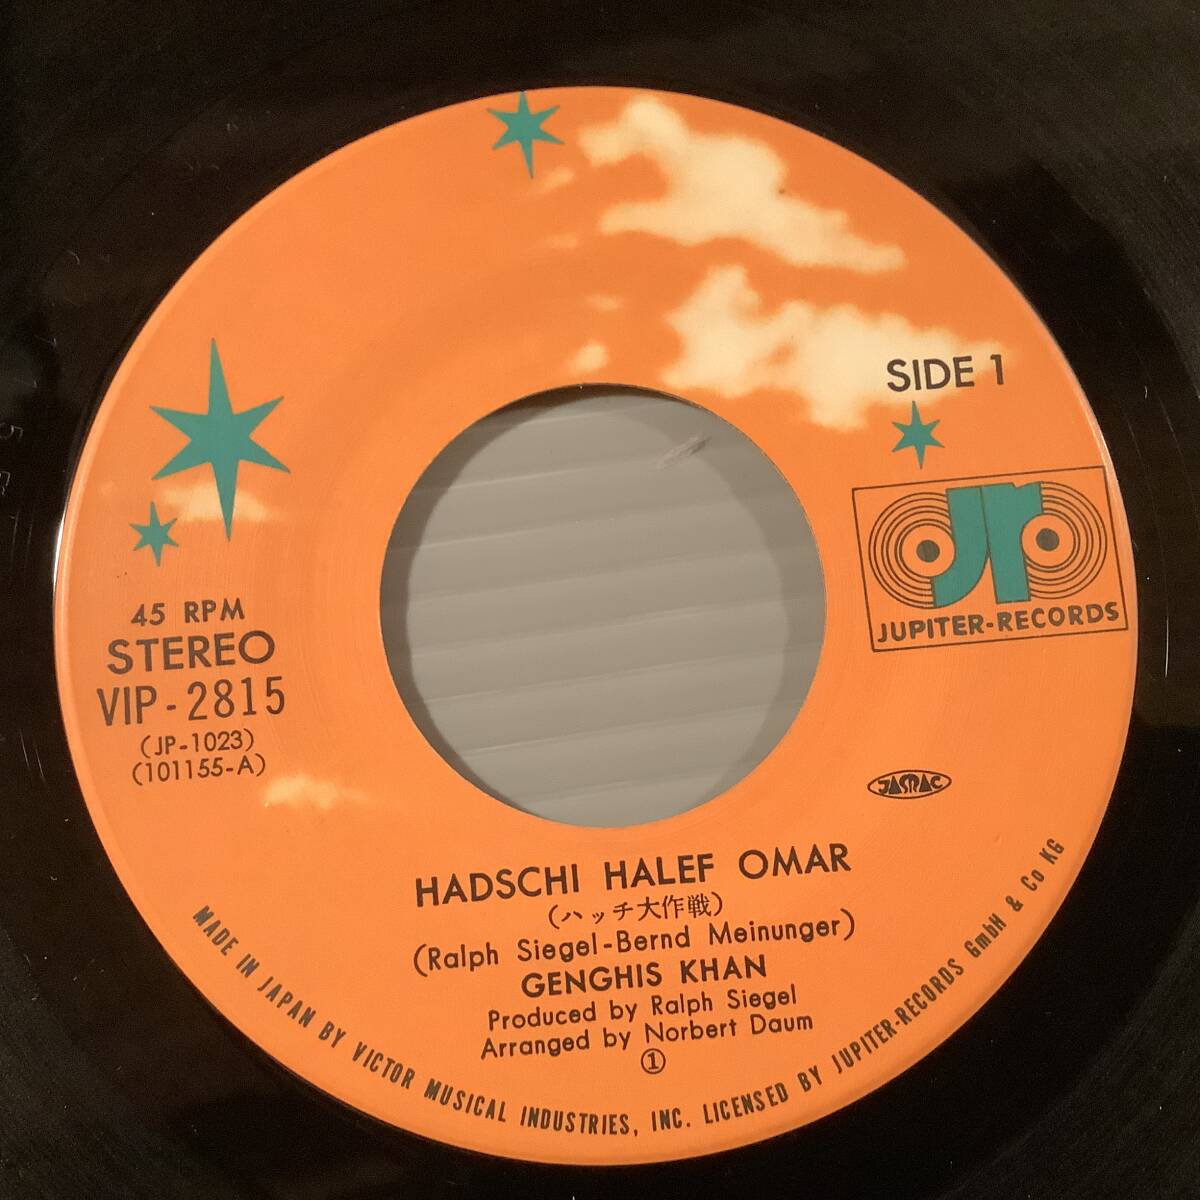 SIDE 1
JR
JUPITER-RECORDS
45 RPM
STEREO
VIP-2815
(JP-1023)
(101155-A)
JASRAC
HADSCHI HALEF OMAR
(ハッチ大作戦)
(Ralph Siegel-Bernd Meinunger)
GENGHIS KHAN
Produced by Ralph Siegel
Arranged by Norbert Daum
①
MADE IN JAPAN BY VICTOR MUSICAL INDUSTRIES, INC. LICENSED BY JUPITER-RECORDS GmbH & Co KG